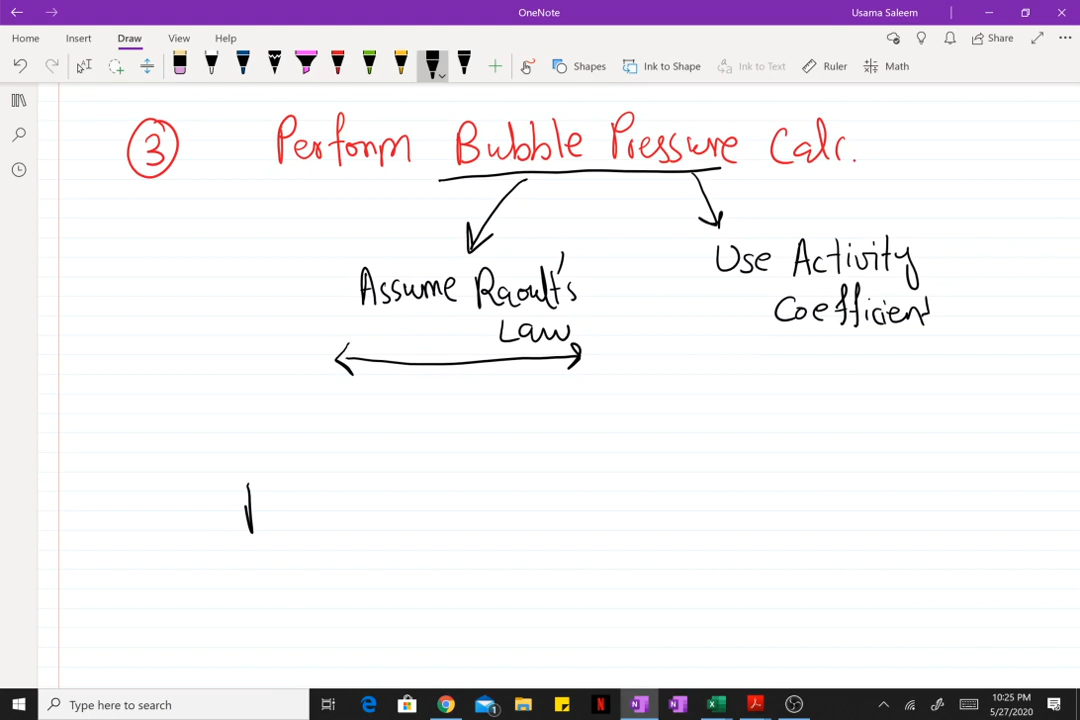 OneNote
Usama Saleem
Home Insert Draw View Help
Share
Shapes
Ink to Shape
Ink to Text
Ruler
Math
3 Perform Bubble Pressure Calc.
Assume Raoult's
Law
Use Activity
Coefficient
Type here to search
10:25 PM
5/27/2020